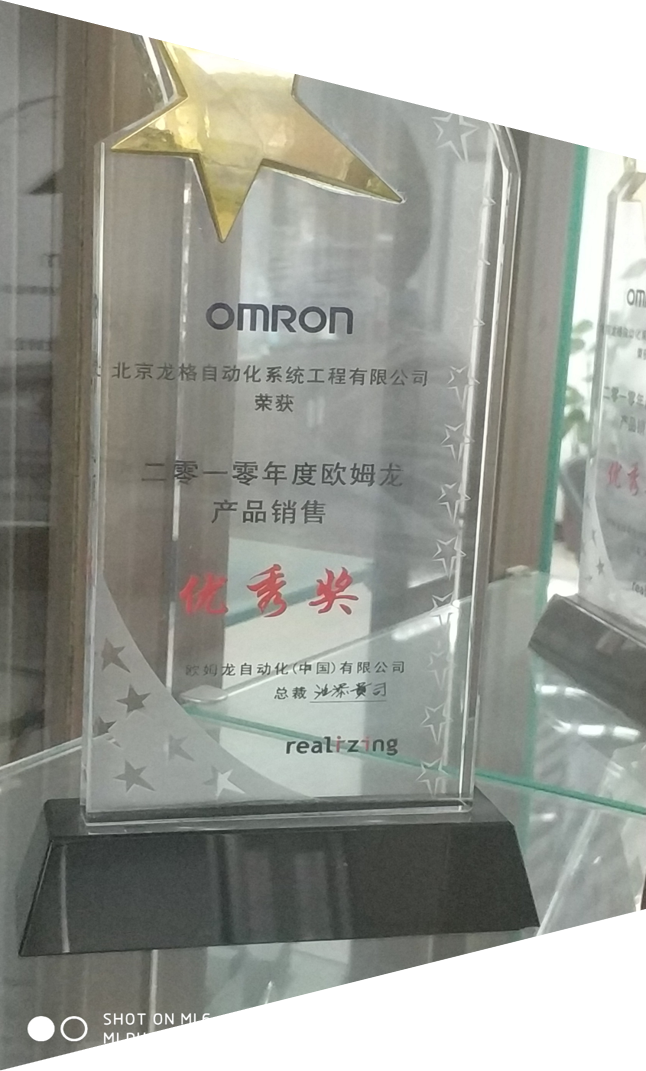 OMRON
北京龙格自动化系统工程有限公司
荣获
二零一零年度欧姆龙
产品销售
优秀奖
欧姆龙自动化(中国)有限公司
总裁
realizing
SHOT ON MI 6